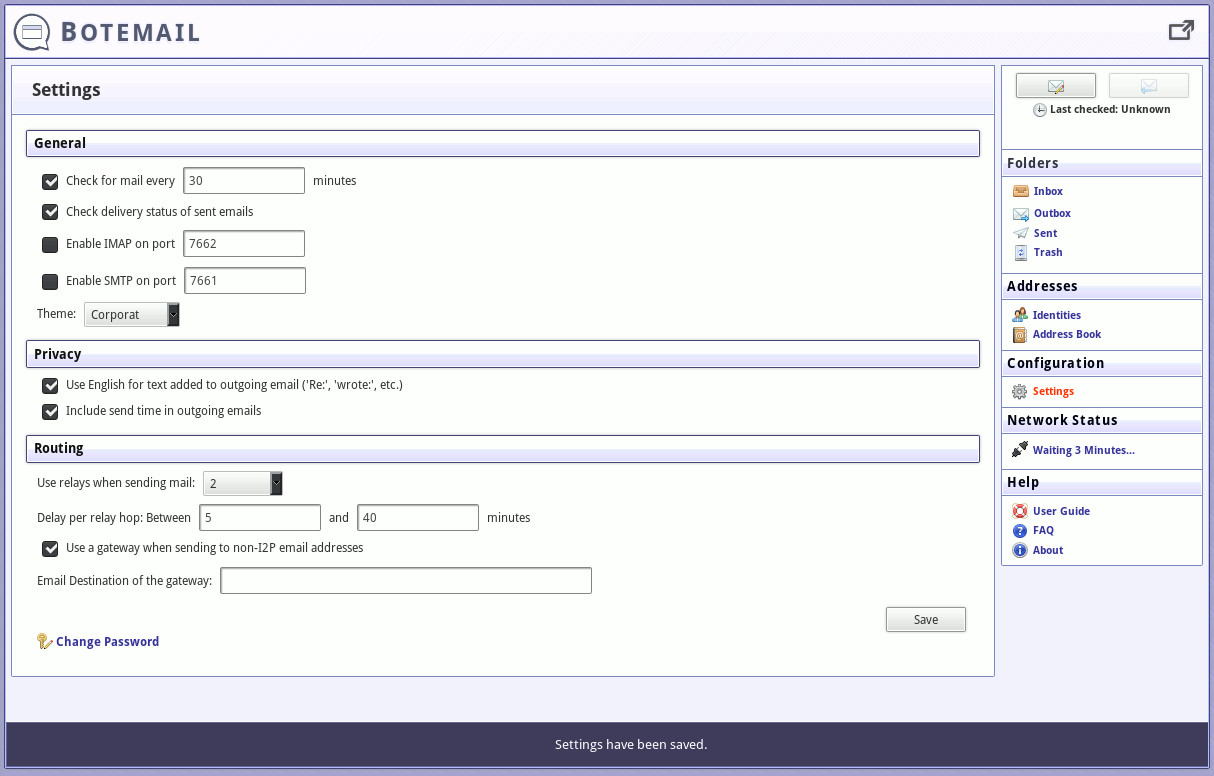 BOTEMAIL
Settings
General
Check for mail every 30 minutes
Check delivery status of sent emails
Enable IMAP on port 7662
Enable SMTP on port 7661
Theme: Corporat
Privacy
Use English for text added to outgoing email ('Re:', 'wrote:', etc.)
Include send time in outgoing emails
Routing
Use relays when sending mail: 2
Delay per relay hop: Between 5 and 40 minutes
Use a gateway when sending to non-I2P email addresses
Email Destination of the gateway:
Save
Change Password
Last checked: Unknown
Folders
Inbox
Outbox
Sent
Trash
Addresses
Identities
Address Book
Configuration
Settings
Network Status
Waiting 3 Minutes...
Help
User Guide
FAQ
About
Settings have been saved.